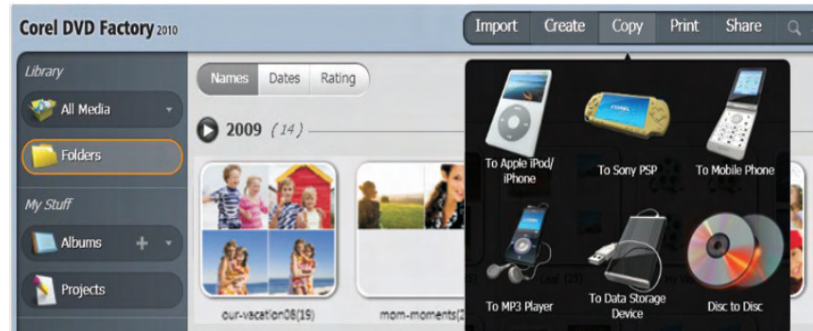 Corel DVD Factory 2010
Import Create Copy Print Share
Library
All Media
Folders
My Stuff
Albums +
Projects
Names Dates Rating
2009 (14)
our-vacation08(19)
mom-moments(2
To Apple iPod/
iPhone
To Sony PSP
To Mobile Phone
To MP3 Player
To Data Storage
Device
Disc to Disc
COREL